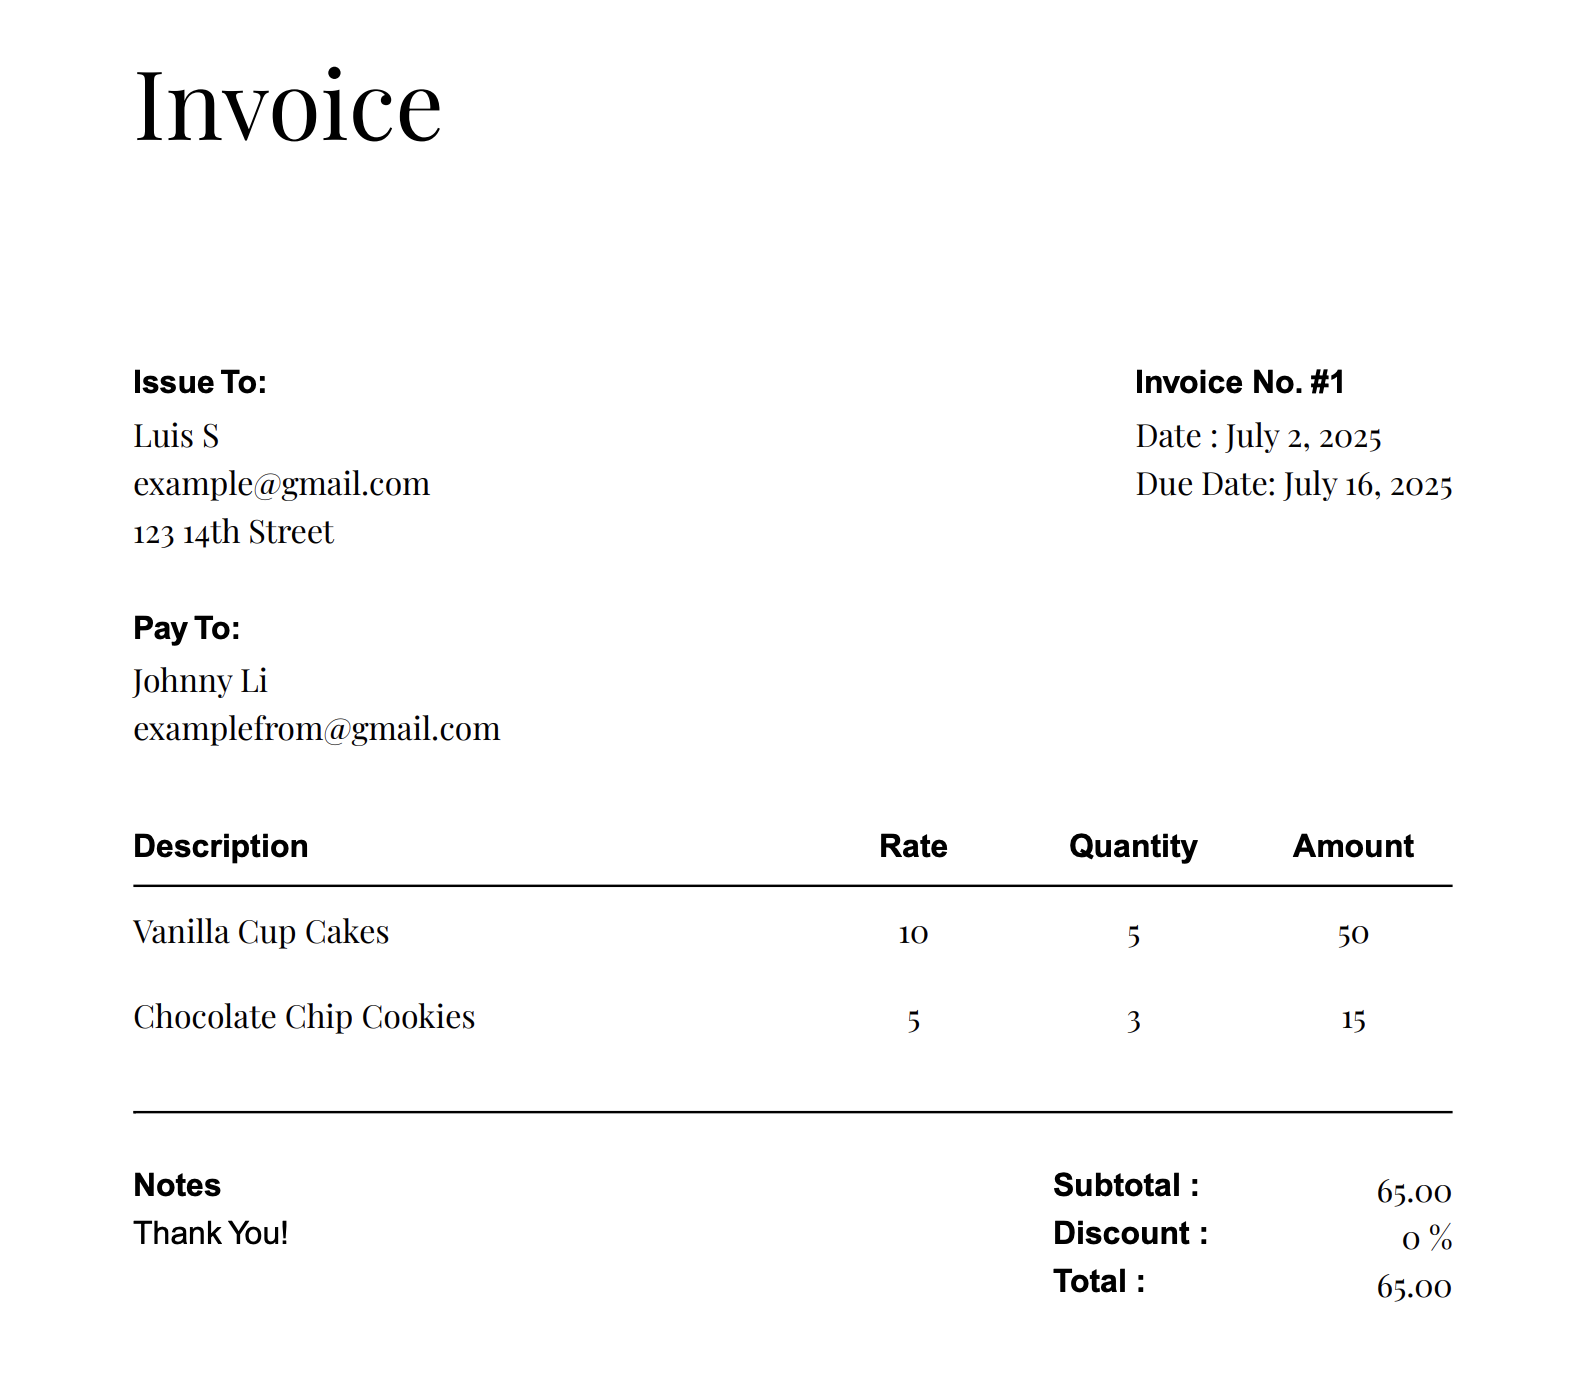 Invoice
Issue To:
Luis S
example@gmail.com
123 14th Street
Invoice No. #1
Date : July 2, 2025
Due Date: July 16, 2025
Pay To:
Johnny Li
examplefrom@gmail.com
Description Rate Quantity Amount
Vanilla Cup Cakes 10 5 50
Chocolate Chip Cookies 5 3 15
Notes
Thank You!
Subtotal : 65.00
Discount : 0 %
Total : 65.00